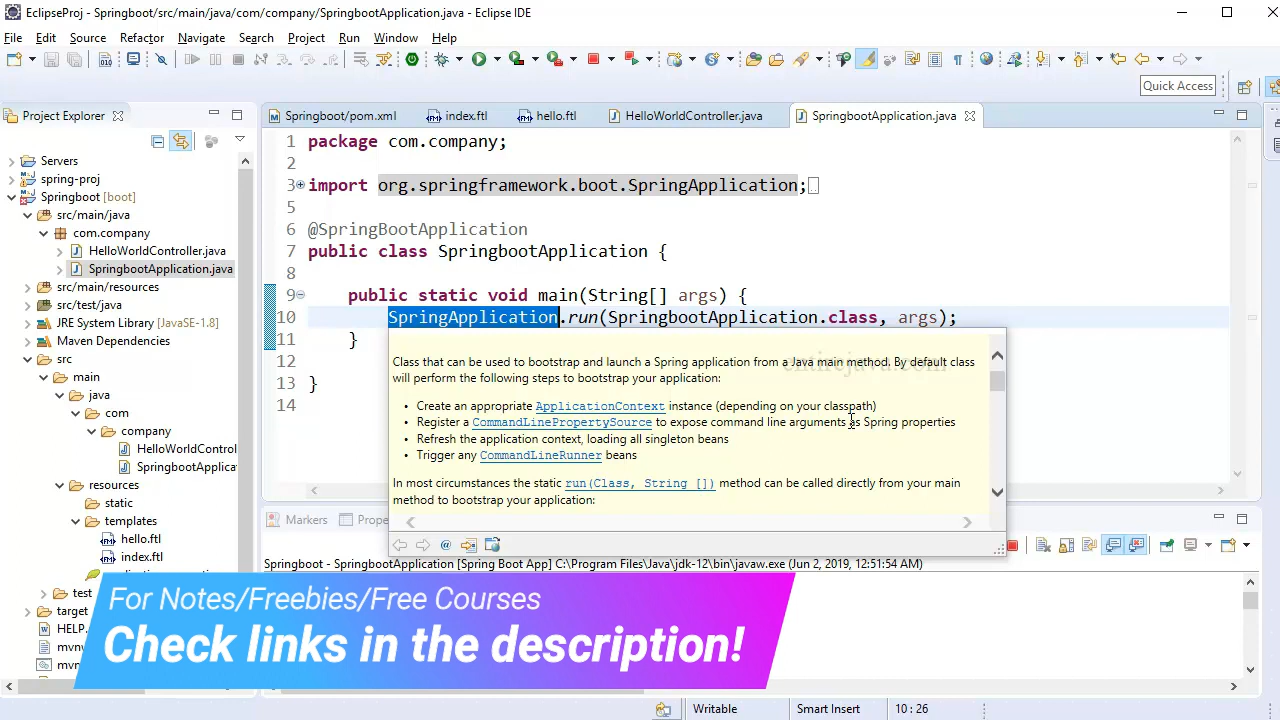 EclipseProj - Springboot/src/main/java/com/company/SpringbootApplication.java - Eclipse IDE
File Edit Source Refactor Navigate Search Project Run Window Help
Quick Access
Project Explorer
Springboot/pom.xml index.ftl hello.ftl HelloWorldController.java SpringbootApplication.java
Servers
spring-proj
Springboot [boot]
src/main/java
com.company
HelloWorldController.java
SpringbootApplication.java
src/main/resources
src/test/java
JRE System Library [JavaSE-1.8]
Maven Dependencies
src
main
java
com
company
HelloWorldController
SpringbootApplica
resources
static
templates
hello.ftl
index.ftl
test
target
HELP.
mvnv
mvnv
1 package com.company;
2
3 import org.springframework.boot.SpringApplication;
5
6 @SpringBootApplication
7 public class SpringbootApplication {
8
9 public static void main(String[] args) {
10 SpringApplication.run(SpringbootApplication.class, args);
11 }
12
13 }
14
entirejava.com
Class that can be used to bootstrap and launch a Spring application from a Java main method. By default class
will perform the following steps to bootstrap your application:
• Create an appropriate ApplicationContext instance (depending on your classpath)
• Register a CommandLinePropertySource to expose command line arguments as Spring properties
• Refresh the application context, loading all singleton beans
• Trigger any CommandLineRunner beans
In most circumstances the static run(Class, String []) method can be called directly from your main
method to bootstrap your application:
Markers Prope
Springboot - SpringbootApplication [Spring Boot App] C:\Program Files\Java\jdk-12\bin\javaw.exe (Jun 2, 2019, 12:51:54 AM)
For Notes/Freebies/Free Courses
Check links in the description!
Writable Smart Insert 10 : 26